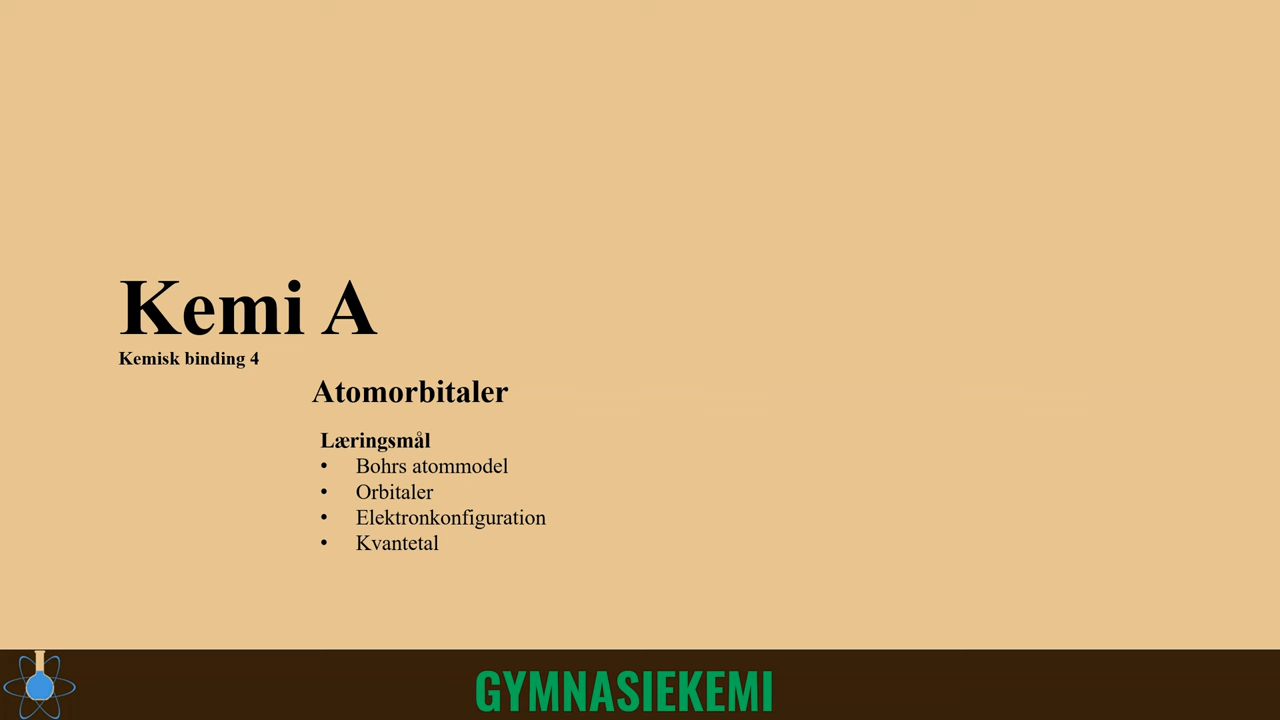 Kemi A
Kemisk binding 4
Atomorbitaler
Læringsmål
• Bohrs atommodel
• Orbitaler
• Elektronkonfiguration
• Kvantetal
GYMNASIEKEMI